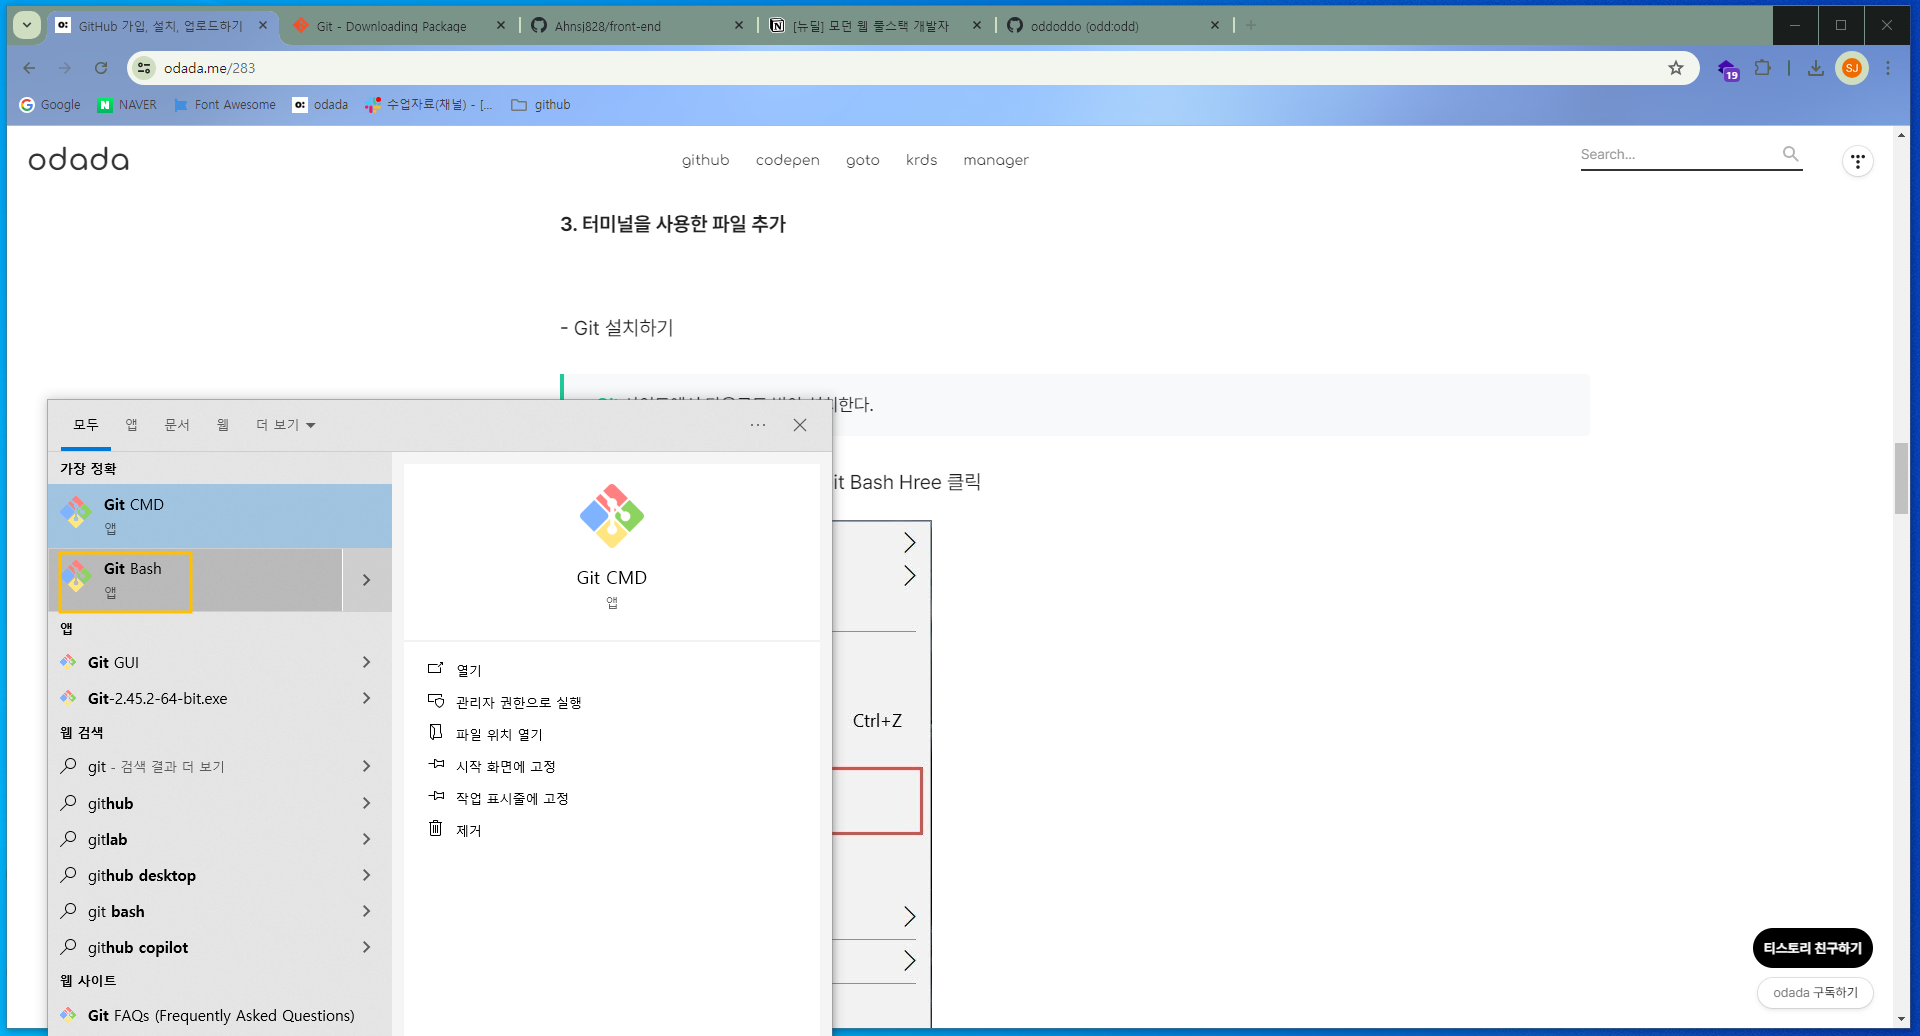 GitHub 가입, 설치, 업로드하기
Git - Downloading Package
Ahnsj828/front-end
[뉴딜] 모던 웹 풀스택 개발자
oddoddo (odd:odd)
odada.me/283
19
SJ
Google
NAVER
Font Awesome
odada
수업자료(채널) - [...
github
odada
github
codepen
goto
krds
manager
Search...
3. 터미널을 사용한 파일 추가
- Git 설치하기
한다.
it Bash Hree 클릭
Ctrl+Z
모두
앱
문서
웹
더 보기
가장 정확
Git CMD
앱
Git Bash
앱
앱
Git GUI
Git-2.45.2-64-bit.exe
웹 검색
git - 검색 결과 더 보기
github
gitlab
github desktop
git bash
github copilot
웹 사이트
Git FAQs (Frequently Asked Questions)
Git CMD
앱
열기
관리자 권한으로 실행
파일 위치 열기
시작 화면에 고정
작업 표시줄에 고정
제거
티스토리 친구하기
odada 구독하기